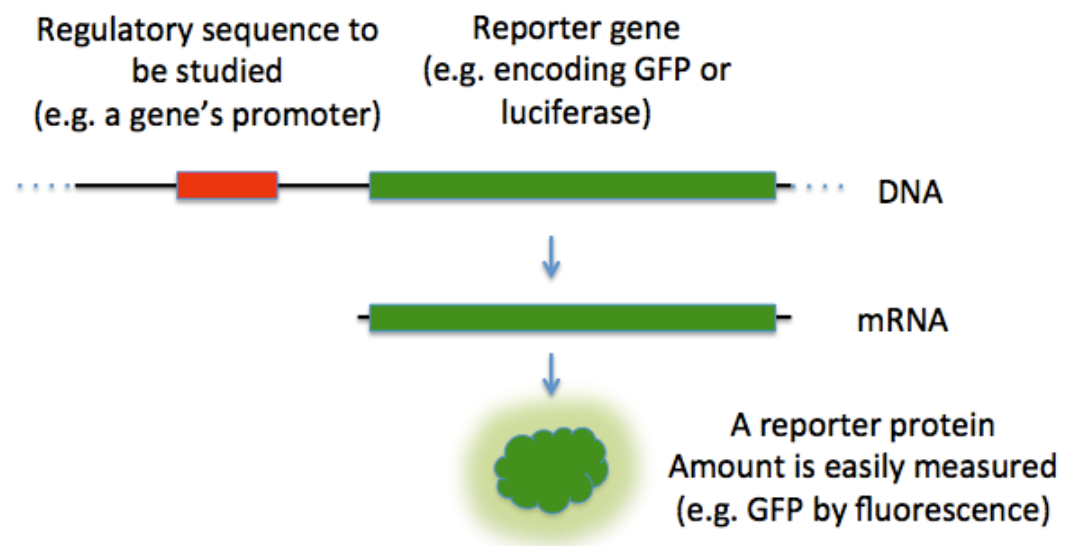 Regulatory sequence to
be studied
(e.g. a gene’s promoter)
Reporter gene
(e.g. encoding GFP or
luciferase)
DNA
mRNA
A reporter protein
Amount is easily measured
(e.g. GFP by fluorescence)